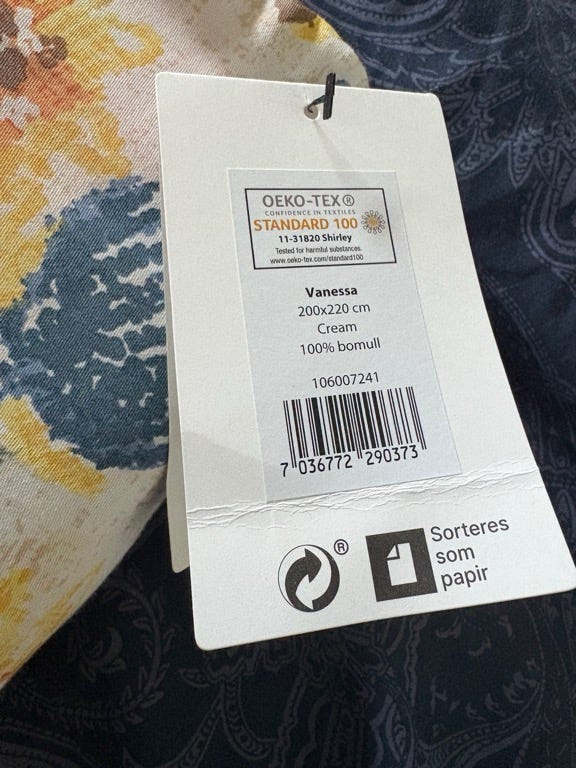 OEKO-TEX®
CONFIDENCE IN TEXTILES
STANDARD 100
11-31820 Shirley
Tested for harmful substances.
www.oeko-tex.com/standard100
Vanessa
200x220 cm
Cream
100% bomull
106007241
7 036772 290373
®
Sorteres
som
papir